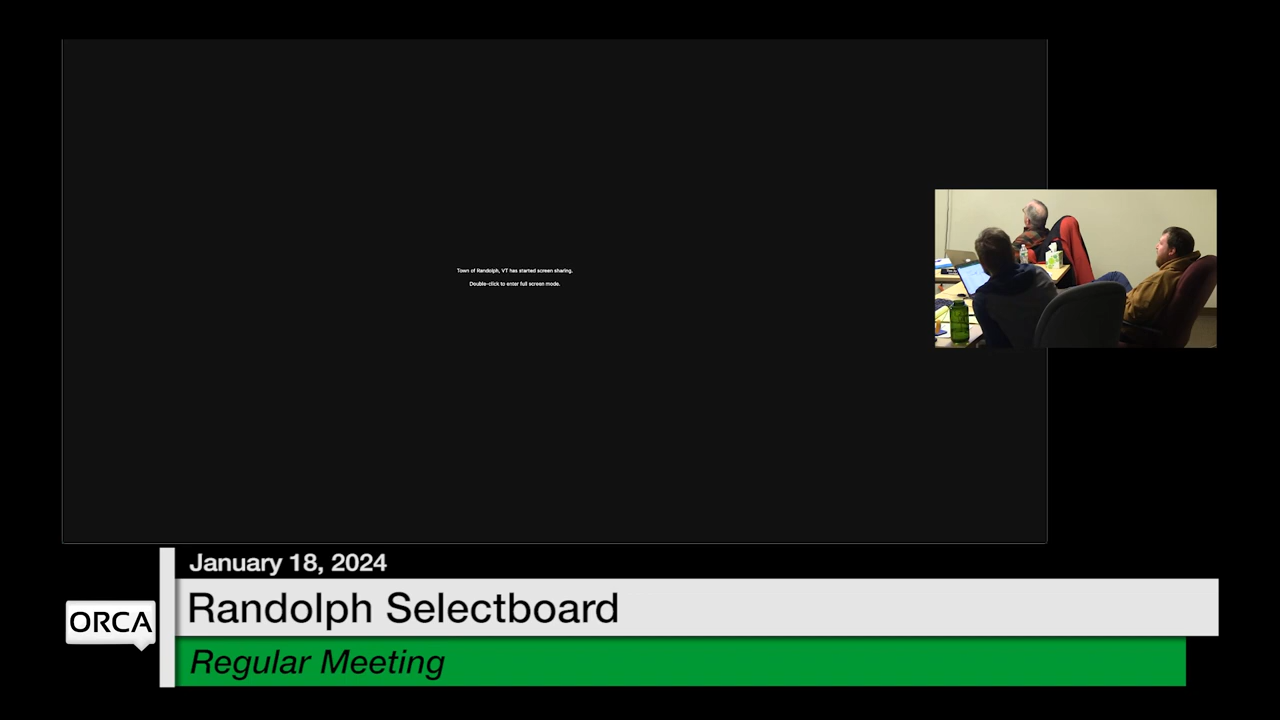 Town of Randolph, VT has started screen sharing.
Double-click to enter full screen mode.
January 18, 2024
Randolph Selectboard
ORCA
Regular Meeting